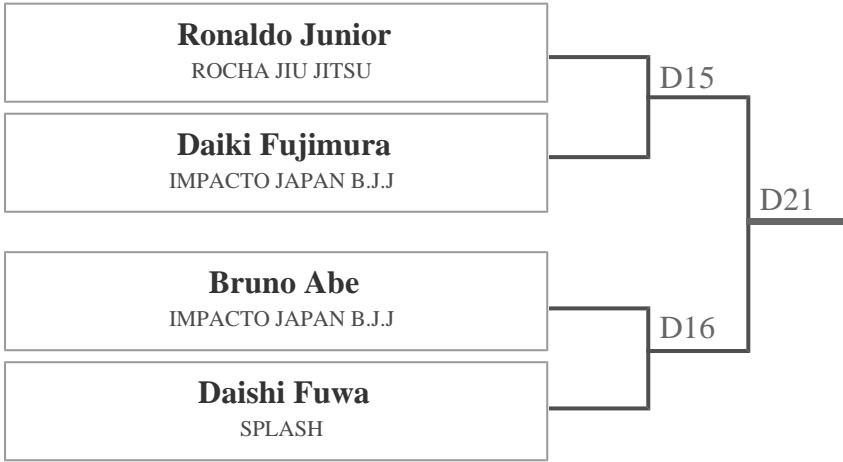 Ronaldo Junior
ROCHA JIU JITSU
D15
Daiki Fujimura
IMPACTO JAPAN B.J.J
D21
Bruno Abe
IMPACTO JAPAN B.J.J
D16
Daishi Fuwa
SPLASH